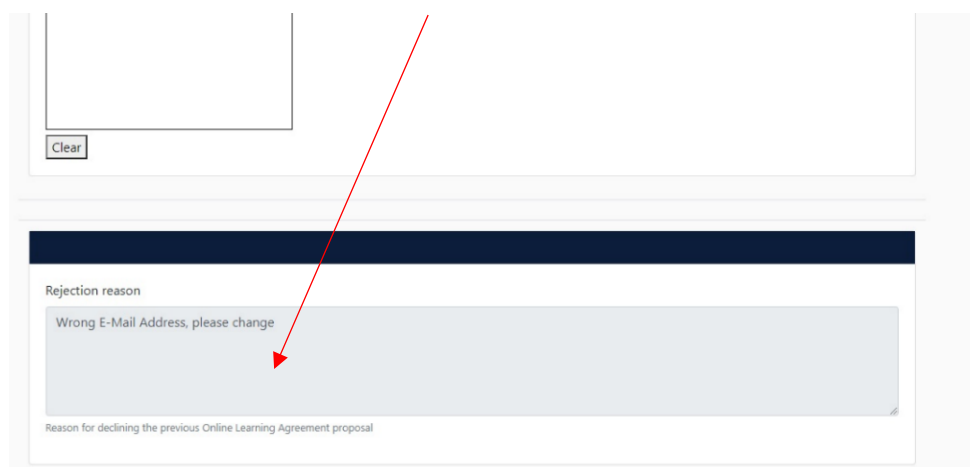 Clear
Rejection reason
Wrong E-Mail Address, please change
Reason for declining the previous Online Learning Agreement proposal